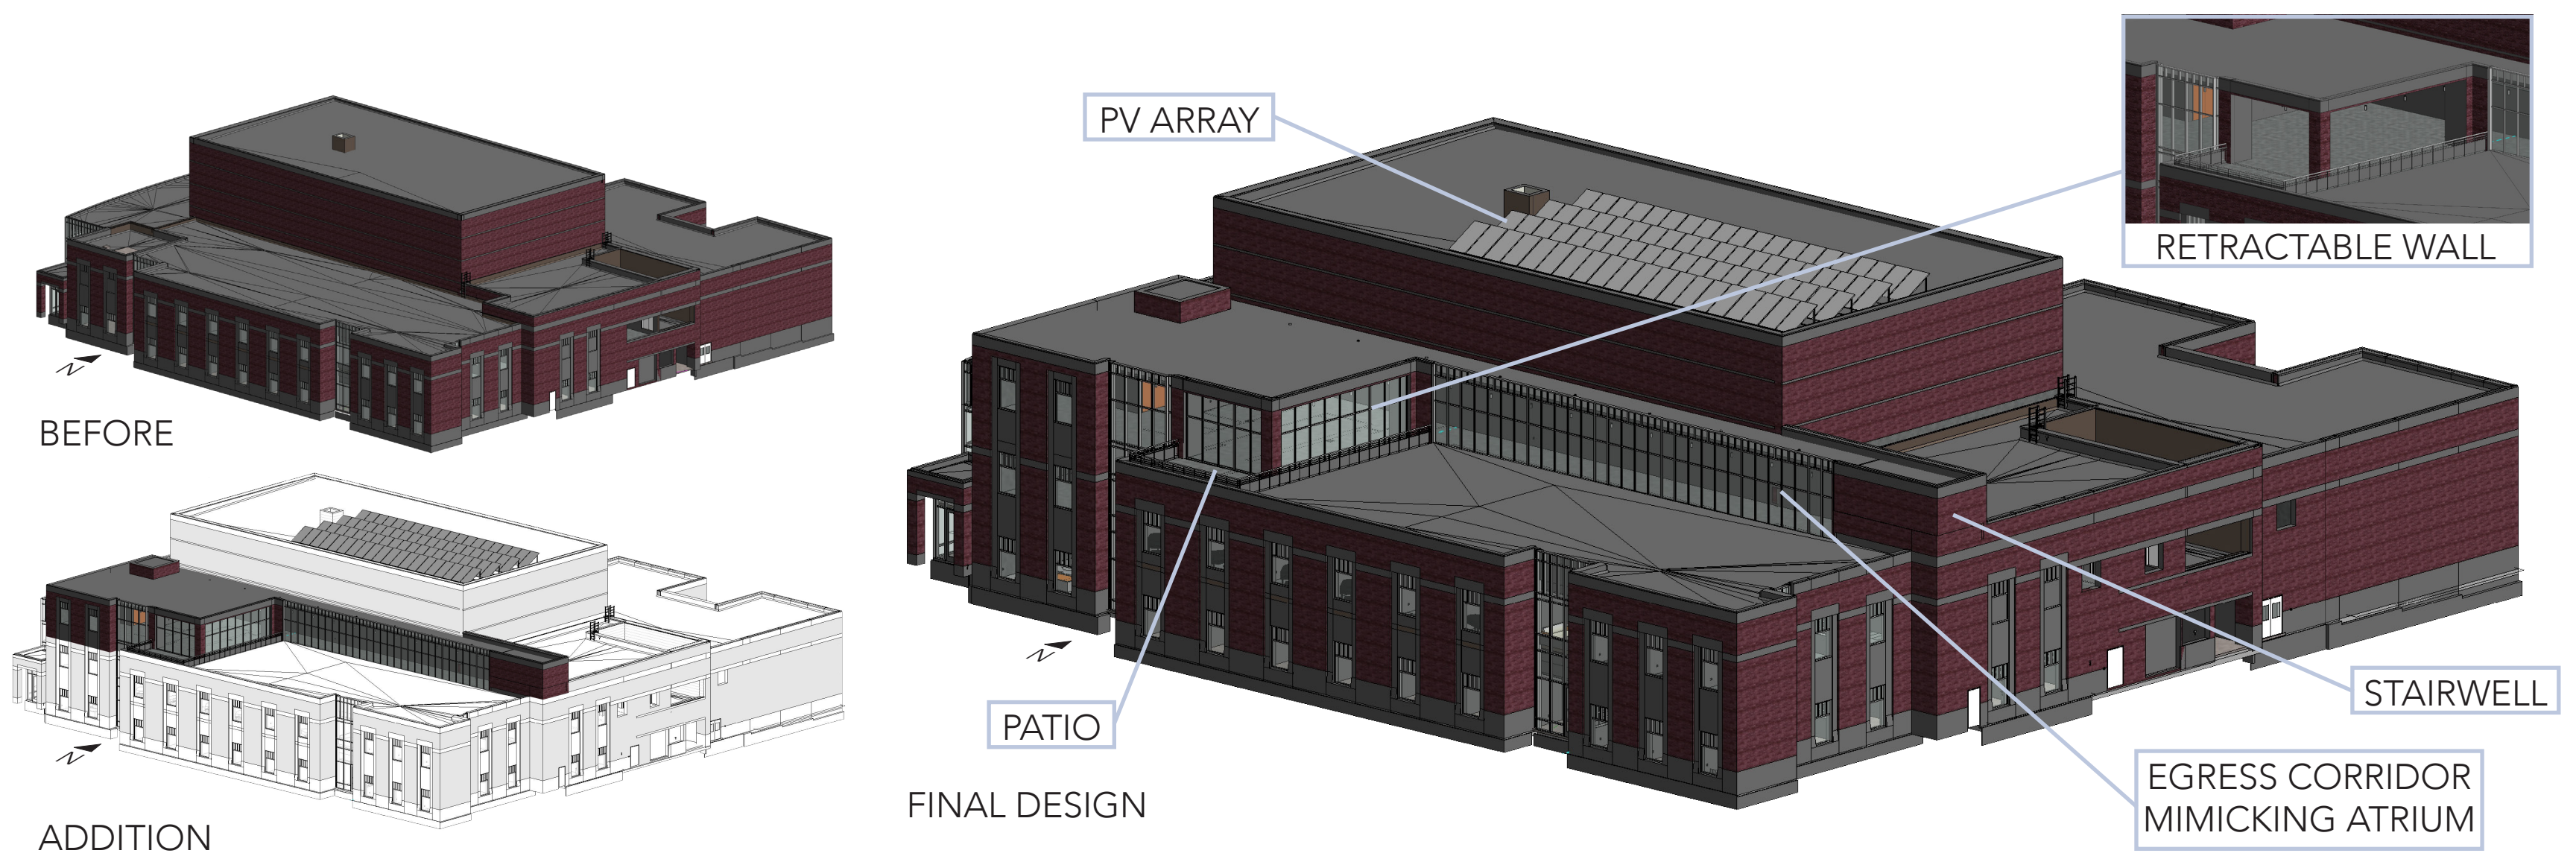 BEFORE
N
ADDITION
N
PV ARRAY
RETRACTABLE WALL
PATIO
N
FINAL DESIGN
STAIRWELL
EGRESS CORRIDOR
MIMICKING ATRIUM